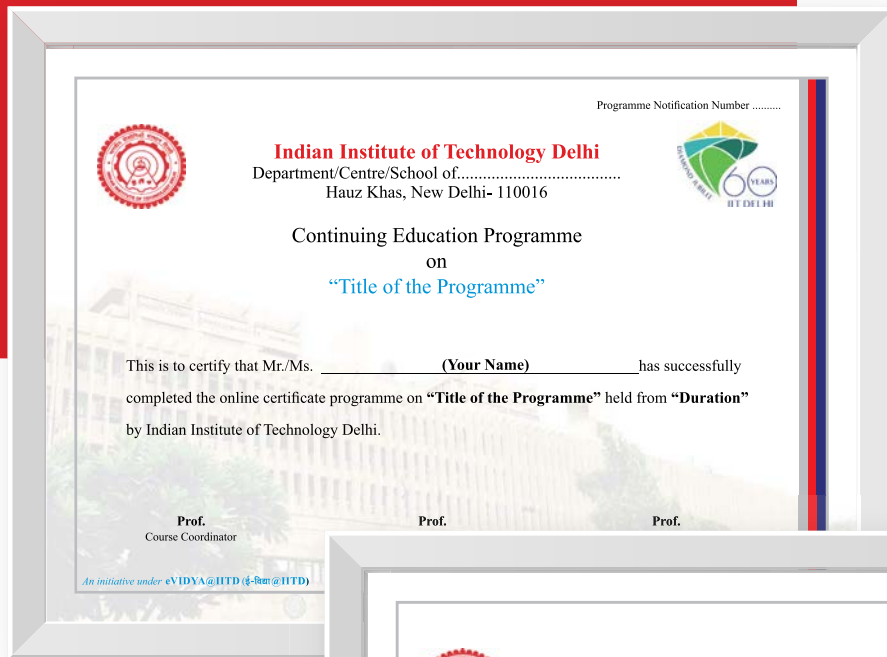 Programme Notification Number ..........
Indian Institute of Technology Delhi
Department/Centre/School of.....................................
Hauz Khas, New Delhi- 110016
DIAMOND JUBILEE
60 YEARS
IIT DELHI
Continuing Education Programme
on
“Title of the Programme”
This is to certify that Mr./Ms. (Your Name) has successfully
completed the online certificate programme on “Title of the Programme” held from “Duration”
by Indian Institute of Technology Delhi.
Prof. Prof. Prof.
Course Coordinator
An initiative under eVIDYA@IITD (ई-विद्या@IITD)